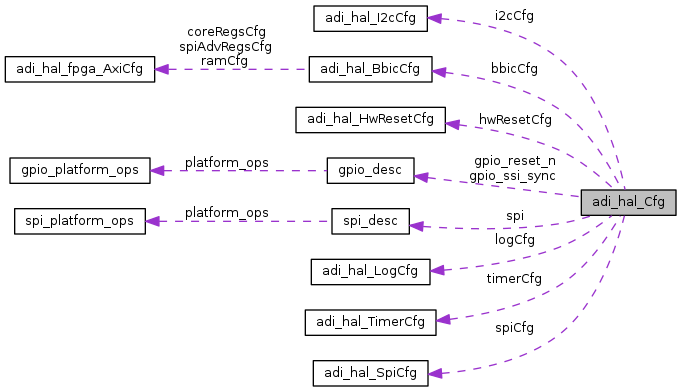 adi_hal_I2cCfg
i2cCfg
coreRegsCfg
spiAdvRegsCfg
ramCfg
adi_hal_fpga_AxiCfg
adi_hal_BbicCfg
bbicCfg
adi_hal_HwResetCfg
hwResetCfg
gpio_platform_ops
platform_ops
gpio_desc
gpio_reset_n
gpio_ssi_sync
adi_hal_Cfg
spi_platform_ops
platform_ops
spi_desc
spi
logCfg
adi_hal_LogCfg
timerCfg
adi_hal_TimerCfg
spiCfg
adi_hal_SpiCfg